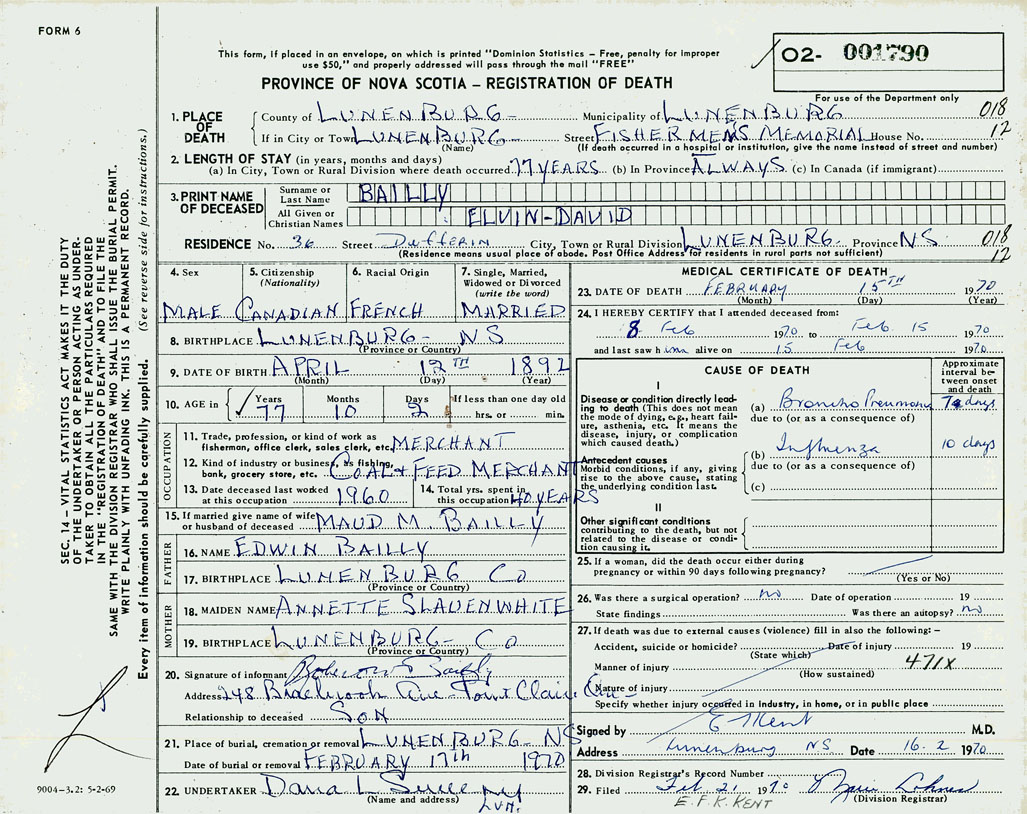 FORM 6
This form, if placed in an envelope, on which is printed "Dominion Statistics – Free, penalty for improper
use $50," and properly addressed will pass through the mail "FREE"
PROVINCE OF NOVA SCOTIA – REGISTRATION OF DEATH
02- 001790
For use of the Department only
1. PLACE OF DEATH
County of LUNENBURG – Municipality of LUNENBURG 018
If in City or Town LUNENBURG – Street FISHERMENS MEMORIAL House No. 12
(Name) (If death occurred in a hospital or institution, give the name instead of street and number)
2. LENGTH OF STAY (in years, months and days)
(a) In City, Town or Rural Division where death occurred 77 YEARS (b) In Province ALWAYS (c) In Canada (if immigrant)
3. PRINT NAME OF DECEASED
Surname or Last Name BAILLY
All Given or Christian Names ELVIN-DAVID
RESIDENCE No. 36 Street Dufferin City, Town or Rural Division LUNENBURG. Province NS 018
(Residence means usual place of abode. Post Office Address for residents in rural parts not sufficient) 12
4. Sex
MALE
5. Citizenship
(Nationality)
CANADIAN
6. Racial Origin
FRENCH
7. Single, Married,
Widowed or Divorced
(write the word)
MARRIED
8. BIRTHPLACE LUNENBURG – NS
(Province or Country)
9. DATE OF BIRTH APRIL 12TH 1892
(Month) (Day) (Year)
10. AGE in
Years Months Days If less than one day old
77 10 2 hrs. or min.
OCCUPATION
11. Trade, profession, or kind of work as
fisherman, office clerk, sales clerk, etc. MERCHANT
12. Kind of industry or business, as fishing,
bank, grocery store, etc. COAL & FEED MERCHANT
13. Date deceased last worked
at this occupation 1960
14. Total yrs. spent in
this occupation 40 YEARS
15. If married give name of wife
or husband of deceased MAUD M. BAILLY
FATHER
16. NAME EDWIN BAILLY
17. BIRTHPLACE LUNENBURG CO
(Province or Country)
MOTHER
18. MAIDEN NAME ANNETTE SLAUENWHITE
19. BIRTHPLACE LUNENBURG – CO
(Province or Country)
20. Signature of informant
Address 248 Ave
Relationship to deceased SON
21. Place of burial, cremation or removal LUNENBURG – NS
Date of burial or removal FEBRUARY 17th 1970
22. UNDERTAKER Dana L
(Name and address) LUN.
MEDICAL CERTIFICATE OF DEATH
23. DATE OF DEATH FEBRUARY 15TH 1970
(Month) (Day) (Year)
24. I HEREBY CERTIFY that I attended deceased from:
8 Feb 1970 to Feb. 15 1970
and last saw him alive on 15 Feb 1970
CAUSE OF DEATH
Approximate
interval be-
tween onset
and death
I
Disease or condition directly lead-
ing to death (This does not mean
the mode of dying, e.g., heart fail-
ure, asthenia, etc. It means the
disease, injury, or complication
which caused death.)
(a) Broncho Pneumonia 7 days
due to (or as a consequence of)
Antecedent causes
Morbid conditions, if any, giving
rise to the above cause, stating
the underlying condition last.
(b) Influenza 10 days
due to (or as a consequence of)
(c)
II
Other significant conditions
contributing to the death, but not
related to the disease or condi-
tion causing it.
25. If a woman, did the death occur either during
pregnancy or within 90 days following pregnancy?
(Yes or No)
26. Was there a surgical operation? no Date of operation 19
State findings Was there an autopsy? no
27. If death was due to external causes (violence) fill in also the following: –
Accident, suicide or homicide? Date of injury 19
(State which)
Manner of injury 471X
(How sustained)
Nature of injury
Specify whether injury occurred in Industry, in home, or in public place
Signed by E Kent M.D.
Address Lunenburg NS Date 16. 2 1970
28. Division Registrar's Record Number
29. Filed Feb 21 1970
E.F.K. KENT (Division Registrar)
SEC. 14 – VITAL STATISTICS ACT MAKES IT THE DUTY
OF THE UNDERTAKER OR PERSON ACTING AS UNDER-
TAKER TO OBTAIN ALL THE PARTICULARS REQUIRED
IN THE "REGISTRATION OF DEATH" AND TO FILE THE
SAME WITH THE DIVISION REGISTRAR WHO SHALL ISSUE THE BURIAL PERMIT.
WRITE PLAINLY WITH UNFADING INK. THIS IS A PERMANENT RECORD.
Every item of information should be carefully supplied. (See reverse side for instructions.)
9004-3.2: 5-2-69